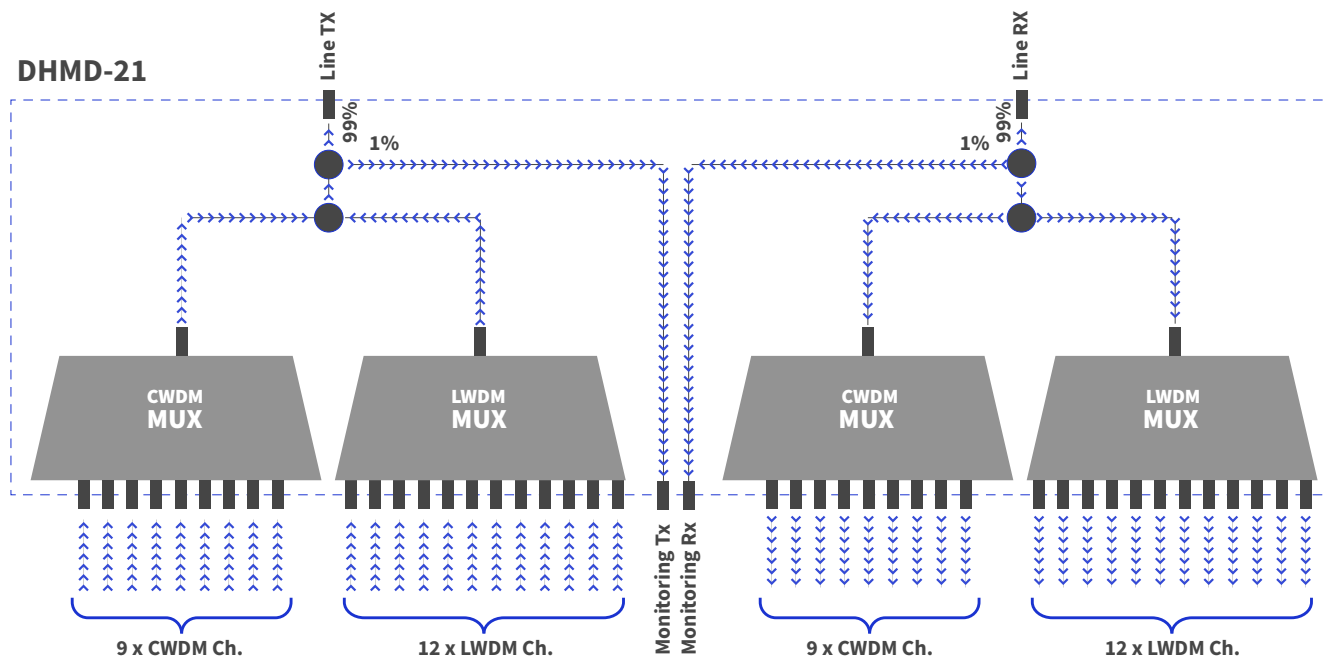 DHMD-21
Line TX
Line RX
99%
1%
1%
99%
CWDM
MUX
LWDM
MUX
CWDM
MUX
LWDM
MUX
Monitoring Tx
Monitoring Rx
9 x CWDM Ch.
12 x LWDM Ch.
9 x CWDM Ch.
12 x LWDM Ch.